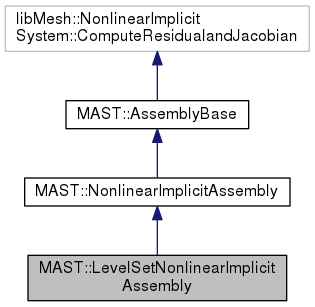 libMesh::NonlinearImplicit
System::ComputeResidualandJacobian
MAST::AssemblyBase
MAST::NonlinearImplicitAssembly
MAST::LevelSetNonlinearImplicit
Assembly